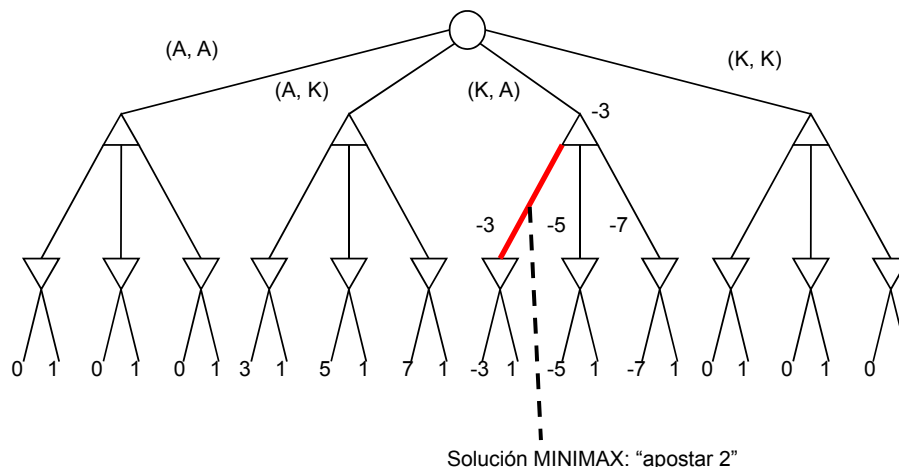 (A, A)
(A, K)
(K, A)
(K, K)
-3
-3
-5
-7
0 1 0 1 0 1 3 1 5 1 7 1 -3 1 -5 1 -7 1 0 1 0 1 0
Solución MINIMAX: “apostar 2”